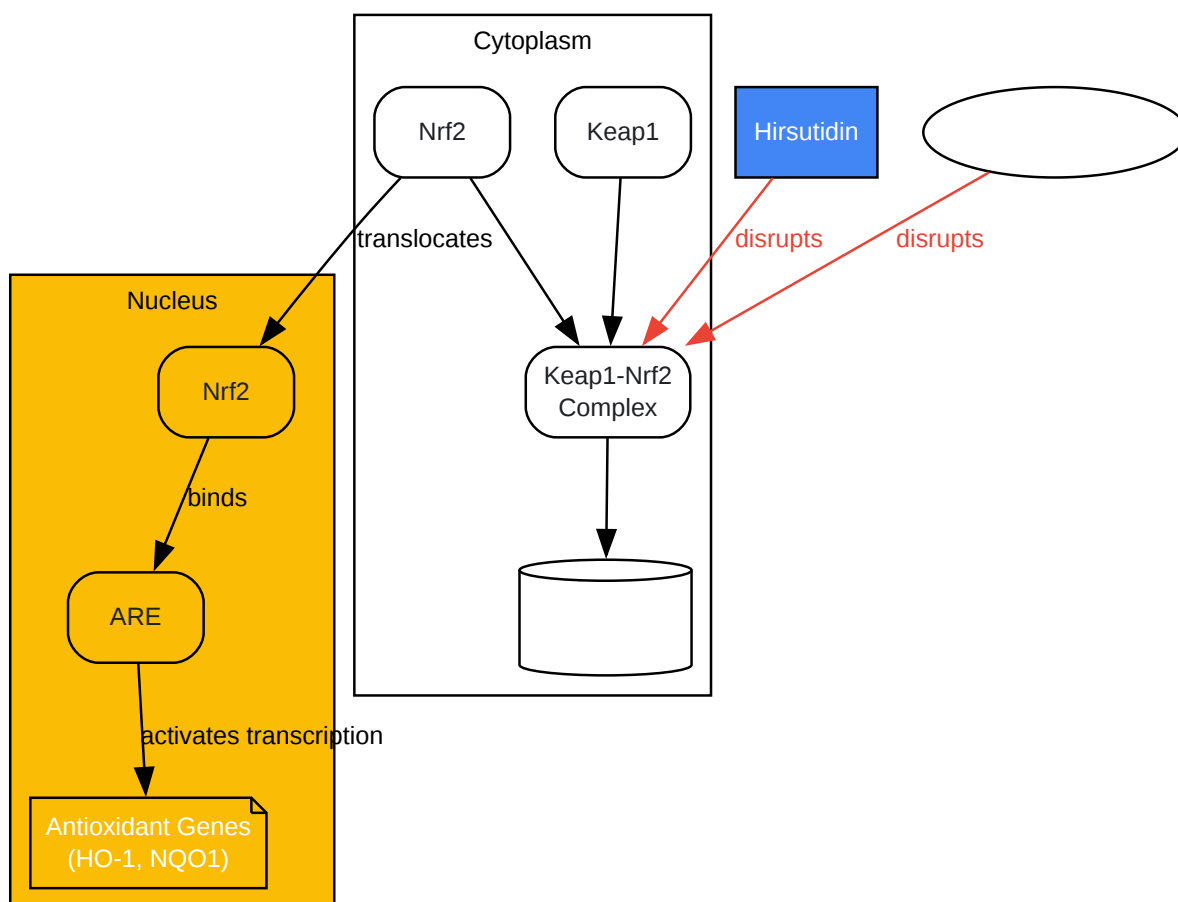 Cytoplasm
Nrf2
Keap1
Hirsutidin
translocates
disrupts
disrupts
Nucleus
Nrf2
Keap1-Nrf2
Complex
binds
ARE
activates transcription
Antioxidant Genes
(HO-1, NQO1)